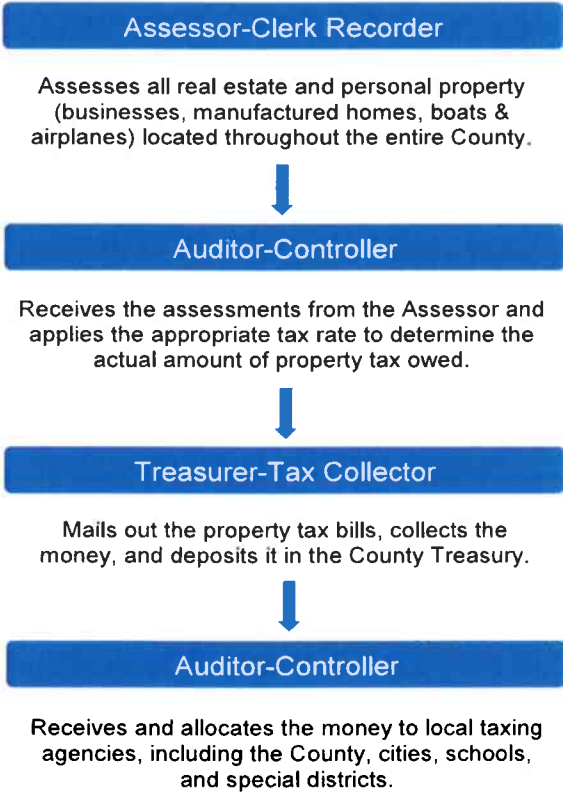 Assessor-Clerk Recorder
Assesses all real estate and personal property
(businesses, manufactured homes, boats &
airplanes) located throughout the entire County.
Auditor-Controller
Receives the assessments from the Assessor and
applies the appropriate tax rate to determine the
actual amount of property tax owed.
Treasurer-Tax Collector
Mails out the property tax bills, collects the
money, and deposits it in the County Treasury.
Auditor-Controller
Receives and allocates the money to local taxing
agencies, including the County, cities, schools,
and special districts.